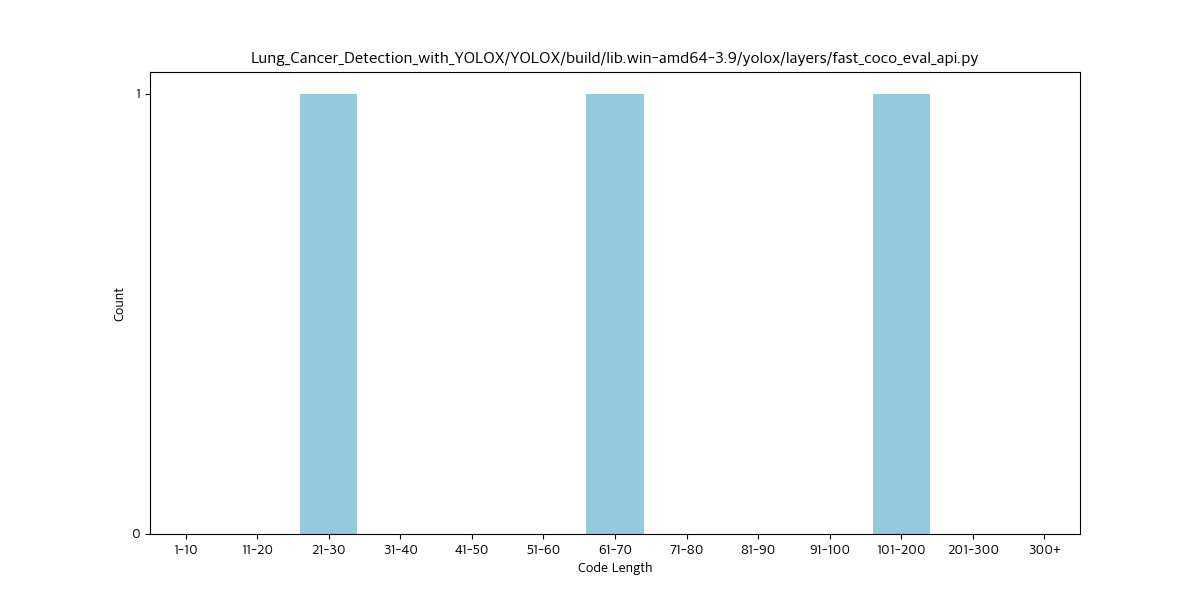 Lung_Cancer_Detection_with_YOLOX/YOLOX/build/lib.win-amd64-3.9/yolox/layers/fast_coco_eval_api.py
1
Count
0
1-10 11-20 21-30 31-40 41-50 51-60 61-70 71-80 81-90 91-100 101-200 201-300 300+
Code Length